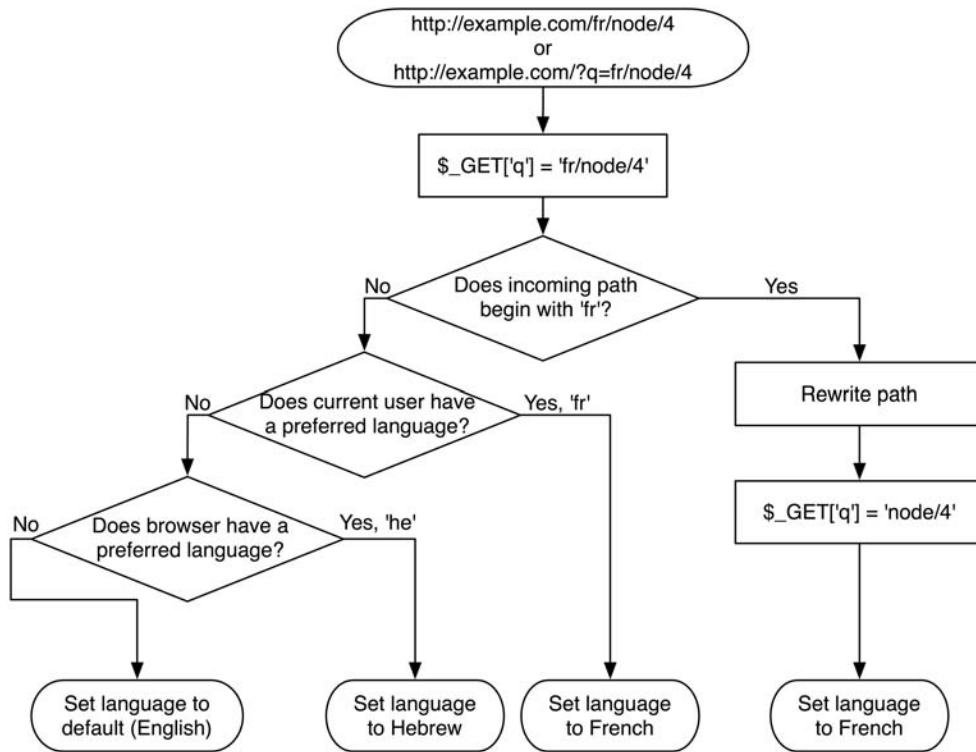 http://example.com/fr/node/4
or
http://example.com/?q=fr/node/4
$_GET['q'] = 'fr/node/4'
Does incoming path
begin with 'fr'?
No
Yes
Does current user have
a preferred language?
No
Yes, 'fr'
Rewrite path
$_GET['q'] = 'node/4'
Does browser have a
preferred language?
No
Yes, 'he'
Set language to
default (English)
Set language
to Hebrew
Set language
to French
Set language
to French